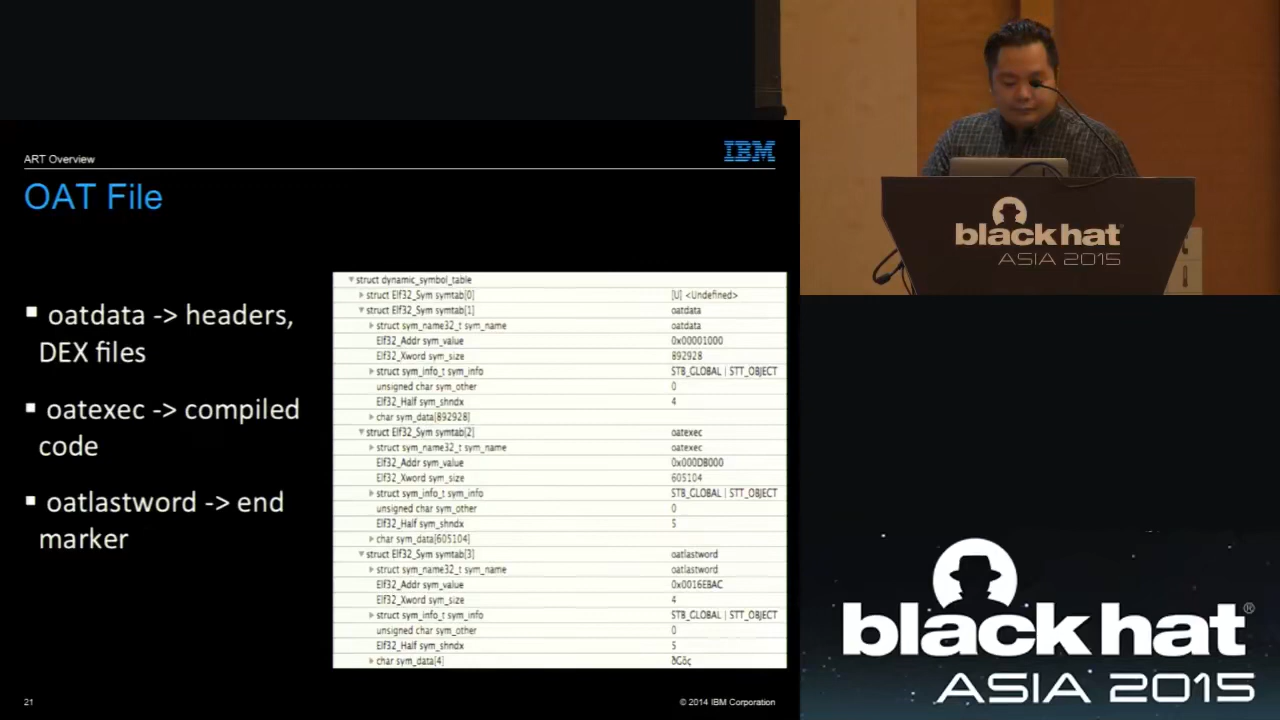 ART Overview
IBM
OAT File
▪ oatdata -> headers,
DEX files
▪ oatexec -> compiled
code
▪ oatlastword -> end
marker
struct dynamic_symbol_table
struct Elf32_Sym symtab[0] [U] <Undefined>
struct Elf32_Sym symtab[1] oatdata
struct sym_name32_t sym_name oatdata
Elf32_Addr sym_value 0x00001000
Elf32_Xword sym_size 892928
struct sym_info_t sym_info STB_GLOBAL | STT_OBJECT
unsigned char sym_other 0
Elf32_Half sym_shndx 4
char sym_data[892928]
struct Elf32_Sym symtab[2] oatexec
struct sym_name32_t sym_name oatexec
Elf32_Addr sym_value 0x000DB000
Elf32_Xword sym_size 605104
struct sym_info_t sym_info STB_GLOBAL | STT_OBJECT
unsigned char sym_other 0
Elf32_Half sym_shndx 5
char sym_data[605104]
struct Elf32_Sym symtab[3] oatlastword
struct sym_name32_t sym_name oatlastword
Elf32_Addr sym_value 0x0016EBAC
Elf32_Xword sym_size 4
struct sym_info_t sym_info STB_GLOBAL | STT_OBJECT
unsigned char sym_other 0
Elf32_Half sym_shndx 5
char sym_data[4]
21
© 2014 IBM Corporation
black hat
ASIA 2015
black hat®
ASIA 2015